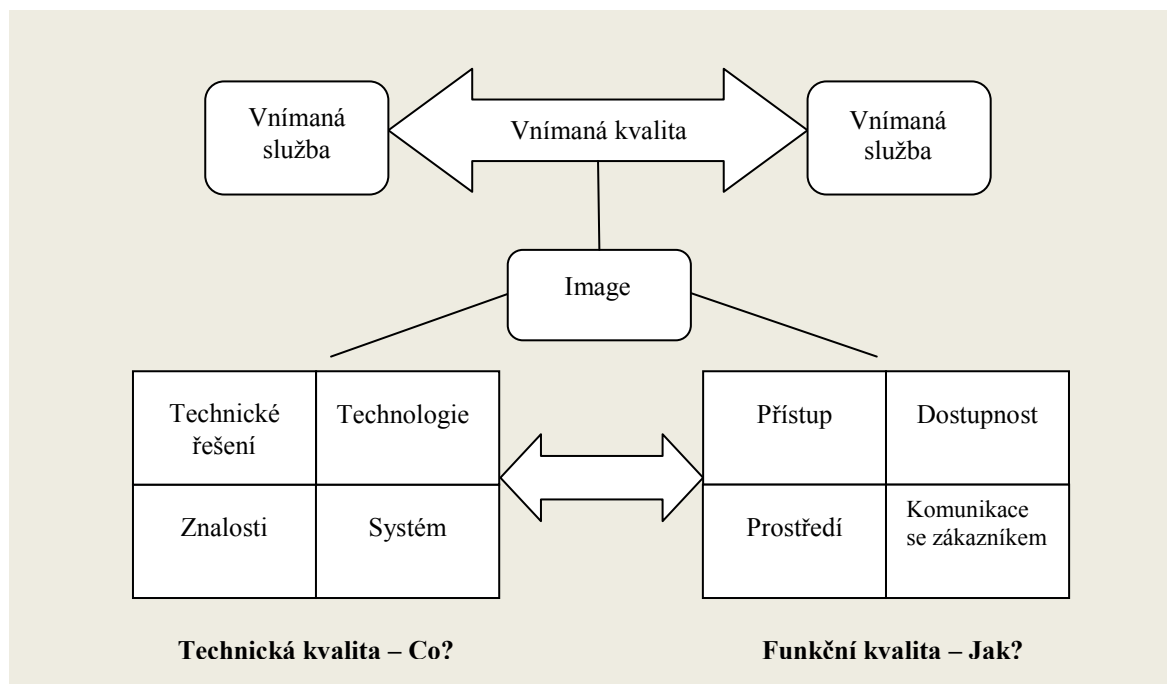 Vnímaná
služba
Vnímaná kvalita
Vnímaná
služba
Image
Technické
řešení
Technologie
Přístup
Dostupnost
Znalosti
Systém
Prostředí
Komunikace
se zákazníkem
Technická kvalita – Co?
Funkční kvalita – Jak?